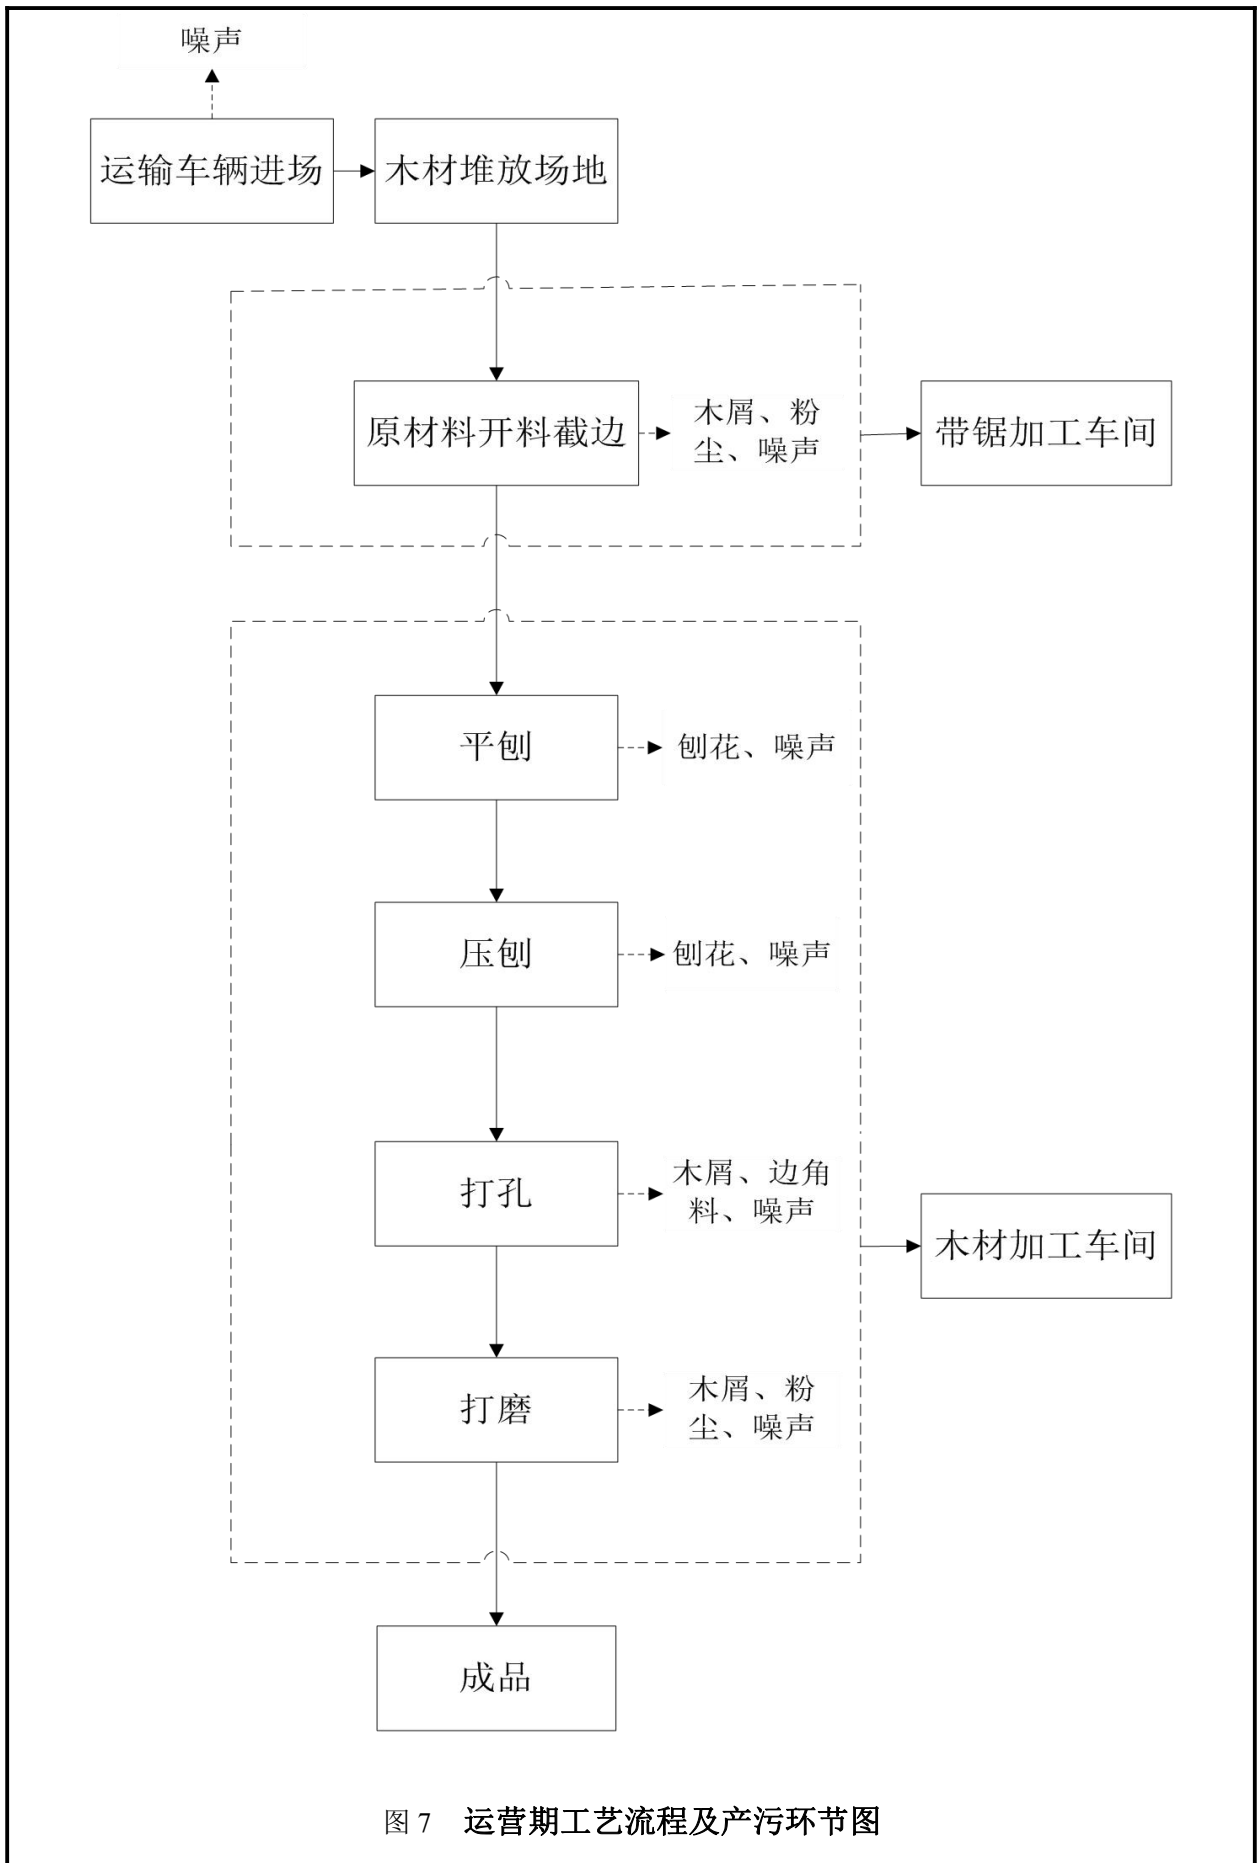 噪声
运输车辆进场
木材堆放场地
原材料开料截边
木屑、粉
尘、噪声
带锯加工车间
平刨
刨花、噪声
压刨
刨花、噪声
打孔
木屑、边角
料、噪声
木材加工车间
打磨
木屑、粉
尘、噪声
成品
图 7 运营期工艺流程及产污环节图